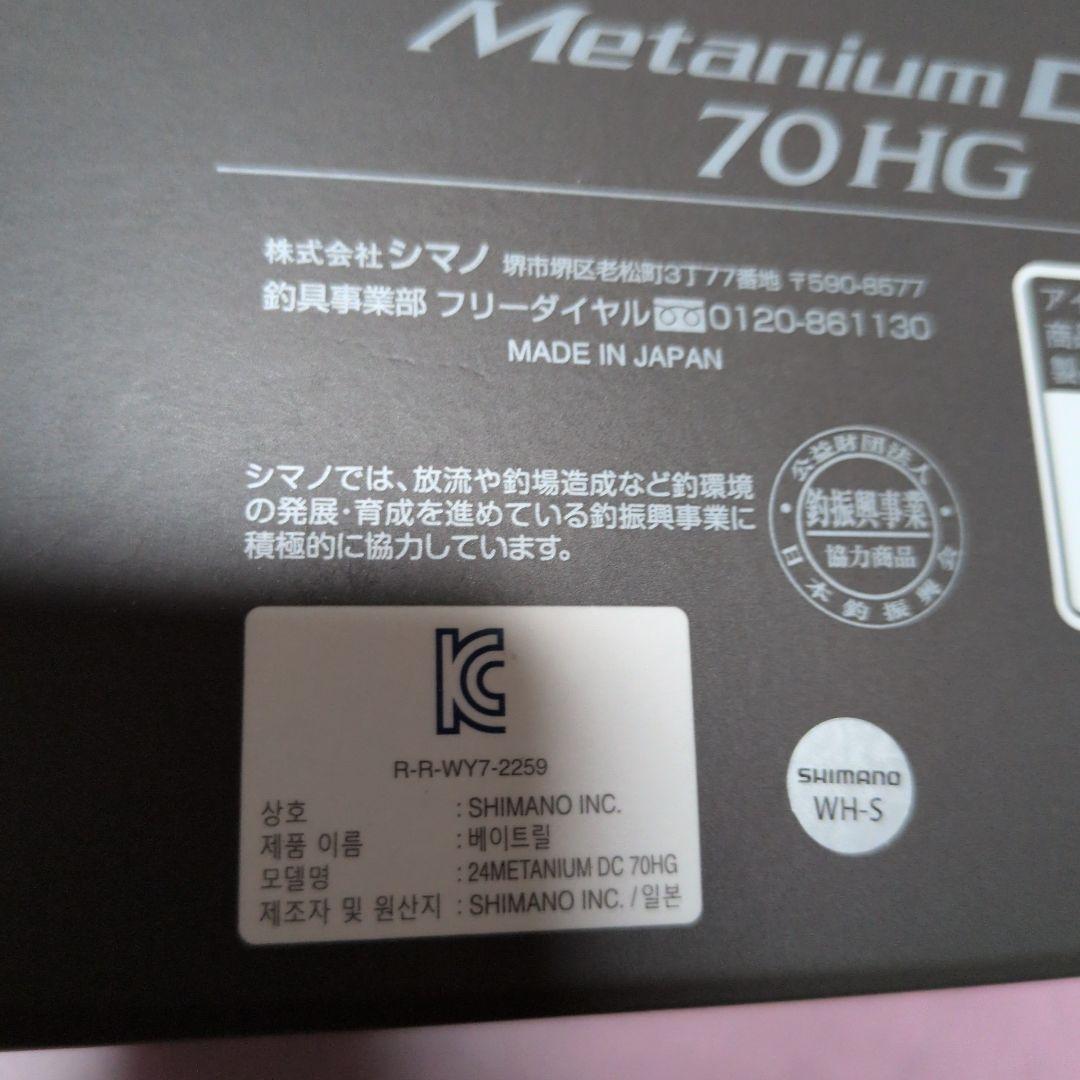 Metanium D
70HG
株式会社 シマノ 堺市堺区老松町3丁77番地 〒590-8577
釣具事業部 フリーダイヤル 0120-861130
MADE IN JAPAN
シマノでは、放流や釣場造成など釣環境
の発展・育成を進めている釣振興事業に
積極的に協力しています。
公益財団法人
釣振興事業
協力商品
日本釣振興会
アイ
商品
製
KC
R-R-WY7-2259
상호 : SHIMANO INC.
제품 이름 : 베이트릴
모델명 : 24METANIUM DC 70HG
제조자 및 원산지 : SHIMANO INC. / 일본
SHIMANO
WH-S